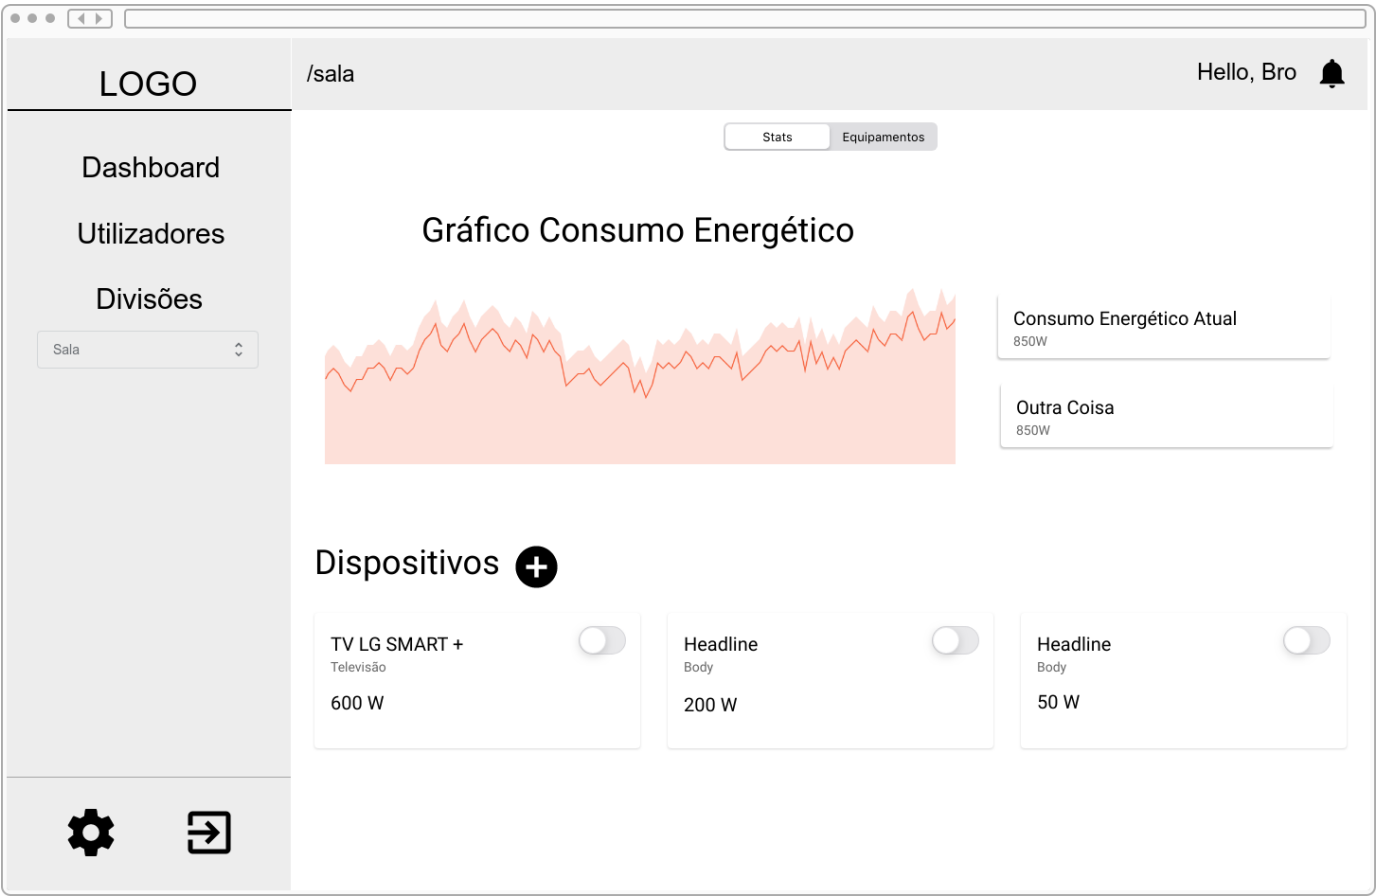 LOGO
/sala
Hello, Bro
Dashboard
Utilizadores
Divisões
Sala
Stats
Equipamentos
Gráfico Consumo Energético
Consumo Energético Atual
850W
Outra Coisa
850W
Dispositivos
TV LG SMART +
Televisão
600 W
Headline
Body
200 W
Headline
Body
50 W